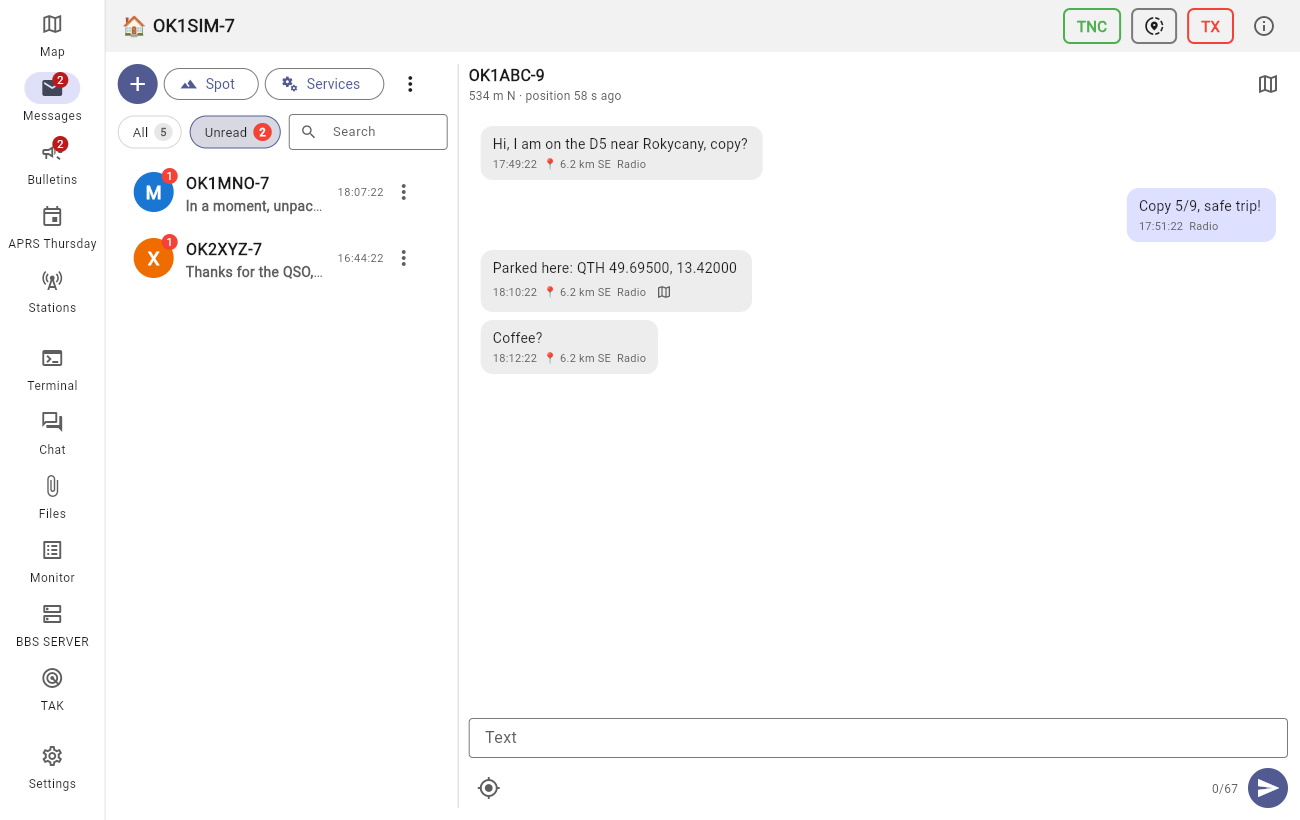 Map
2
Messages
2
Bulletins
APRS Thursday
Stations
Terminal
Chat
Files
Monitor
BBS SERVER
TAK
Settings
OK1SIM-7
TNC
TX
Spot
Services
All 5
Unread 2
Search
M
1
OK1MNO-7
In a moment, unpac…
18:07:22
X
1
OK2XYZ-7
Thanks for the QSO,…
16:44:22
OK1ABC-9
534 m N · position 58 s ago
Hi, I am on the D5 near Rokycany, copy?
17:49:22 📍 6.2 km SE Radio
Copy 5/9, safe trip!
17:51:22 Radio
Parked here: QTH 49.69500, 13.42000
18:10:22 📍 6.2 km SE Radio
Coffee?
18:12:22 📍 6.2 km SE Radio
Text
0/67